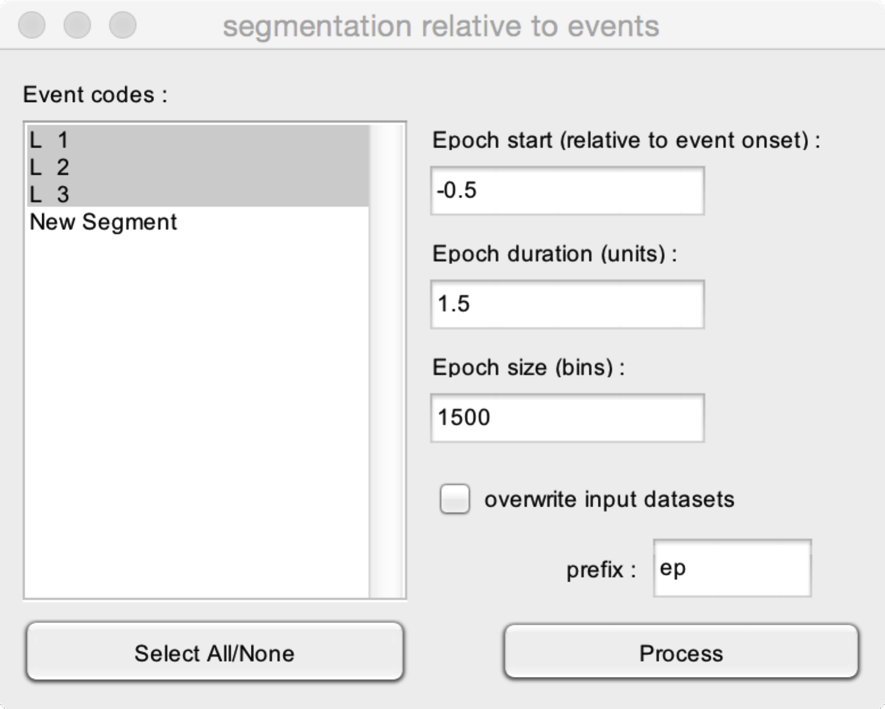 segmentation relative to events
Event codes :
L  1
L  2
L  3
New Segment
Epoch start (relative to event onset) :
-0.5
Epoch duration (units) :
1.5
Epoch size (bins) :
1500
overwrite input datasets
prefix :
ep
Select All/None
Process